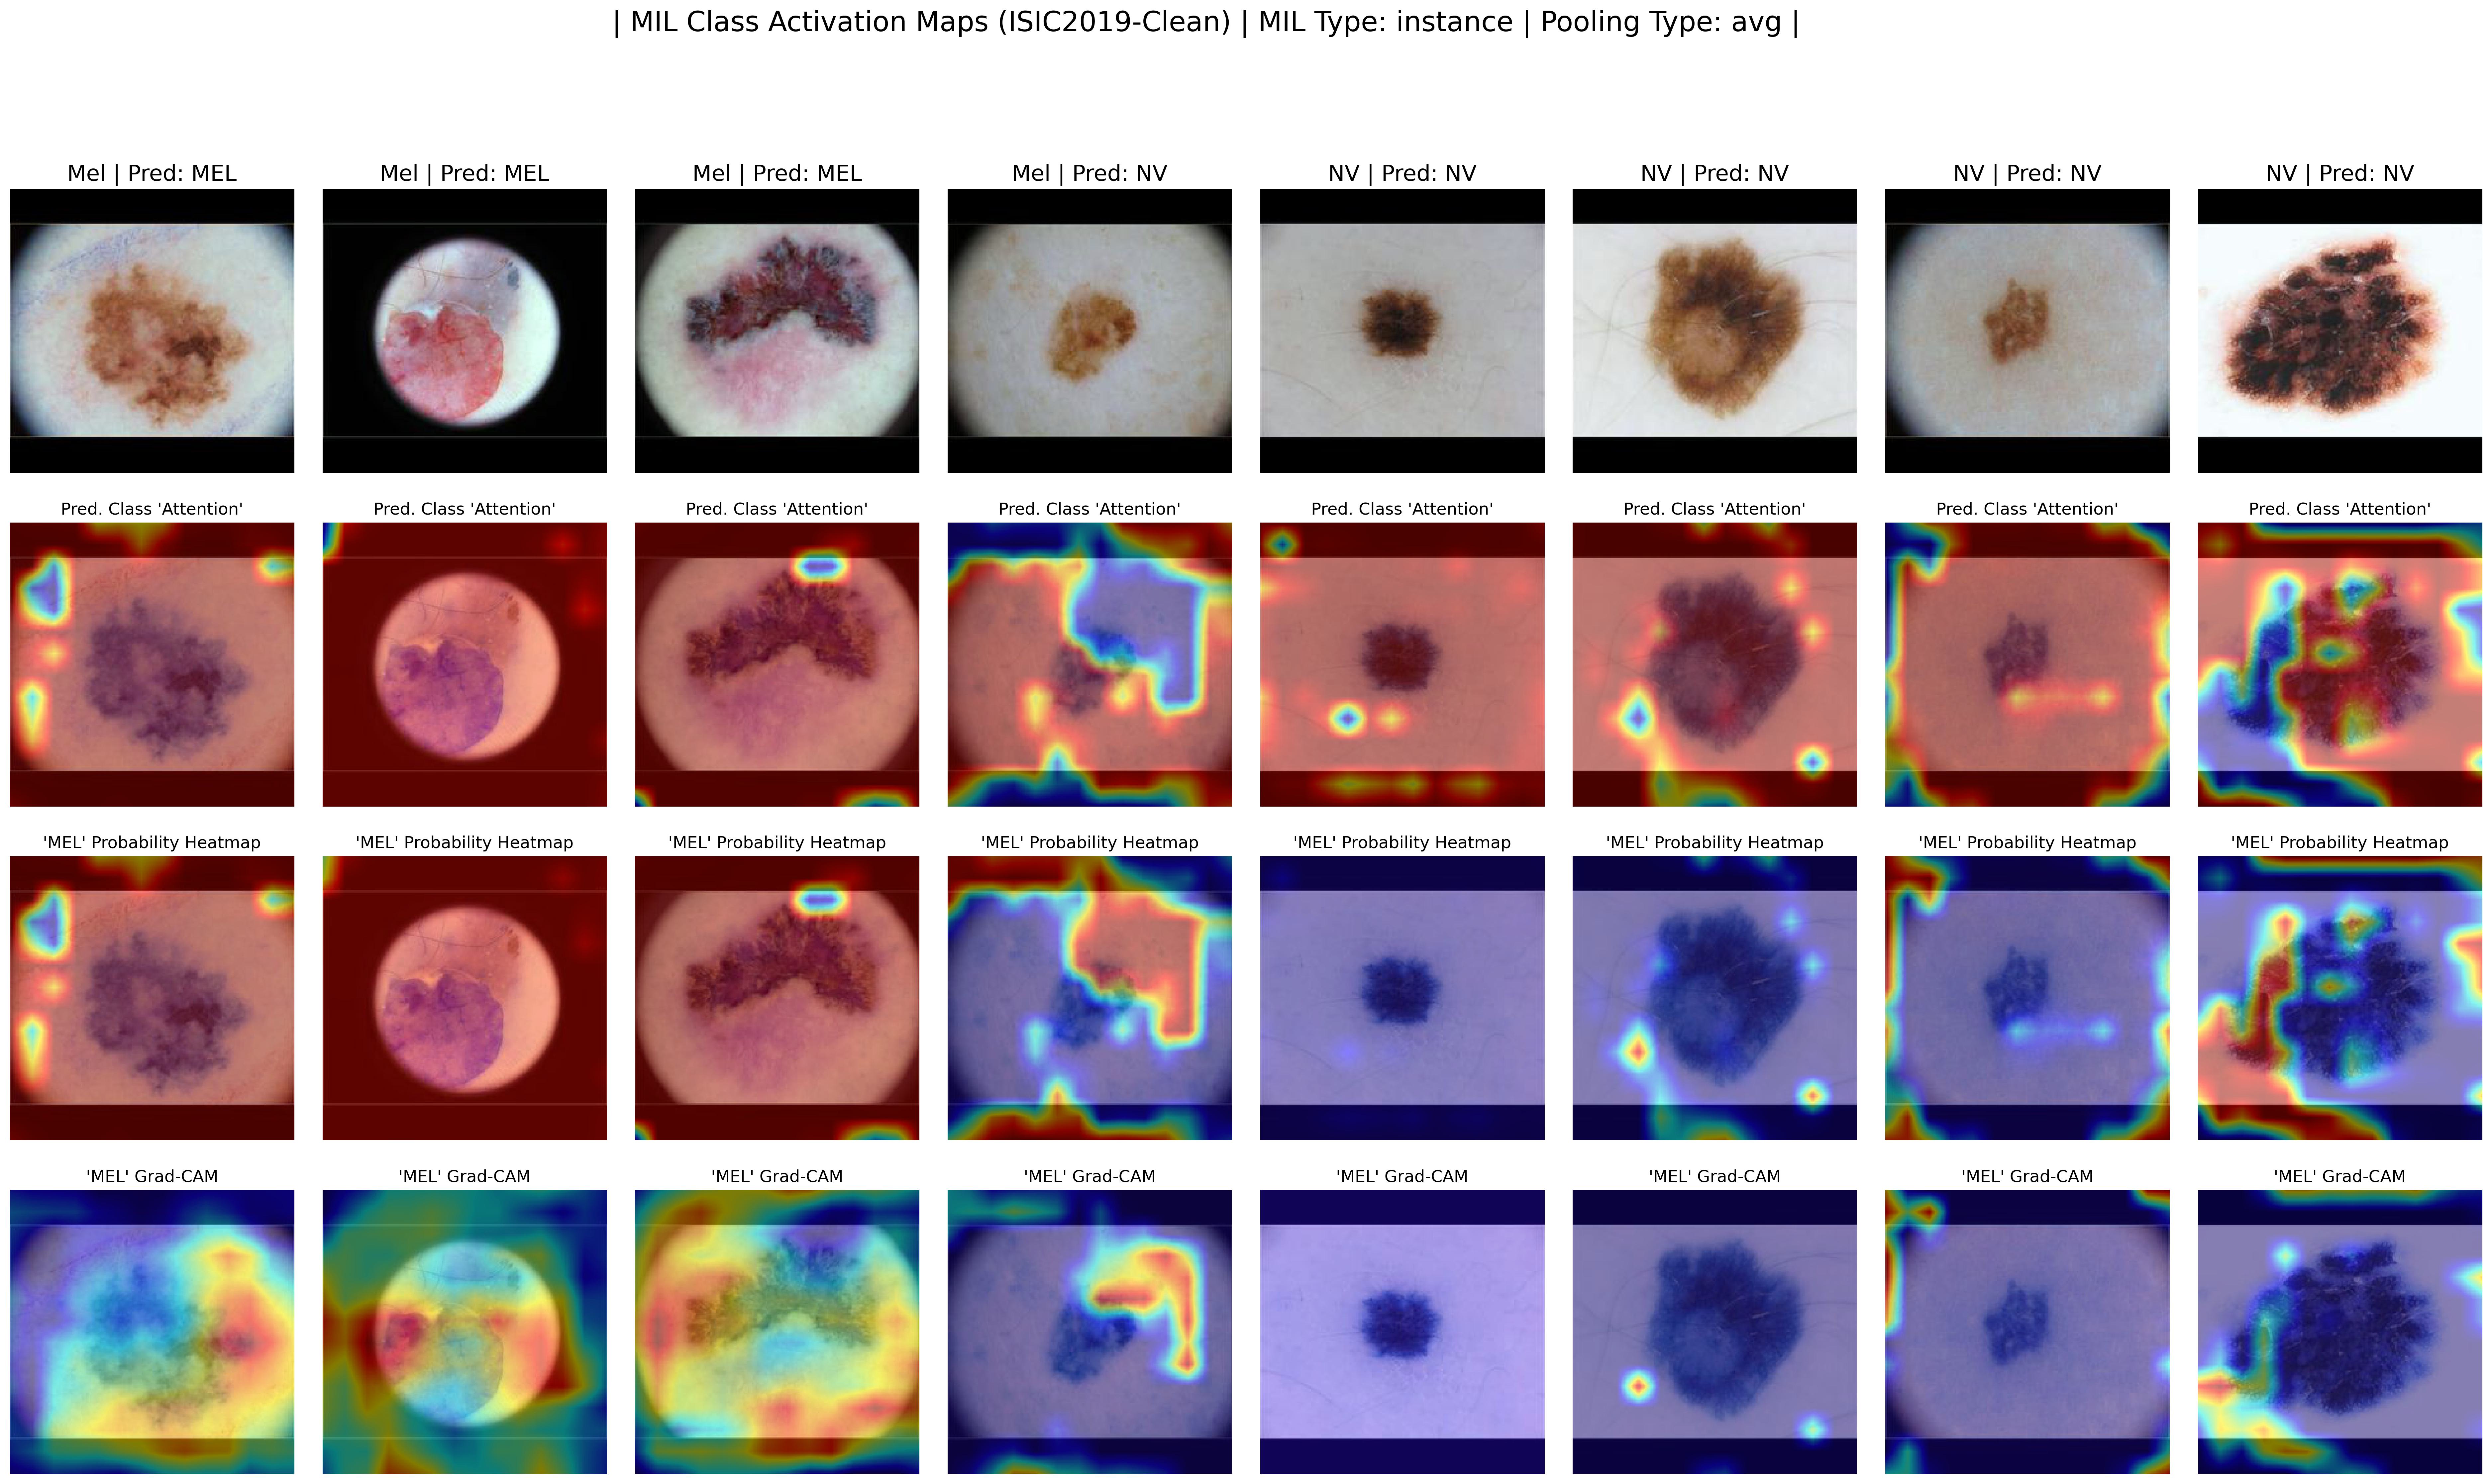 | MIL Class Activation Maps (ISIC2019-Clean) | MIL Type: instance | Pooling Type: avg |
Mel | Pred: MEL
Mel | Pred: MEL
Mel | Pred: MEL
Mel | Pred: NV
NV | Pred: NV
NV | Pred: NV
NV | Pred: NV
NV | Pred: NV
Pred. Class 'Attention'
Pred. Class 'Attention'
Pred. Class 'Attention'
Pred. Class 'Attention'
Pred. Class 'Attention'
Pred. Class 'Attention'
Pred. Class 'Attention'
Pred. Class 'Attention'
'MEL' Probability Heatmap
'MEL' Probability Heatmap
'MEL' Probability Heatmap
'MEL' Probability Heatmap
'MEL' Probability Heatmap
'MEL' Probability Heatmap
'MEL' Probability Heatmap
'MEL' Probability Heatmap
'MEL' Grad-CAM
'MEL' Grad-CAM
'MEL' Grad-CAM
'MEL' Grad-CAM
'MEL' Grad-CAM
'MEL' Grad-CAM
'MEL' Grad-CAM
'MEL' Grad-CAM